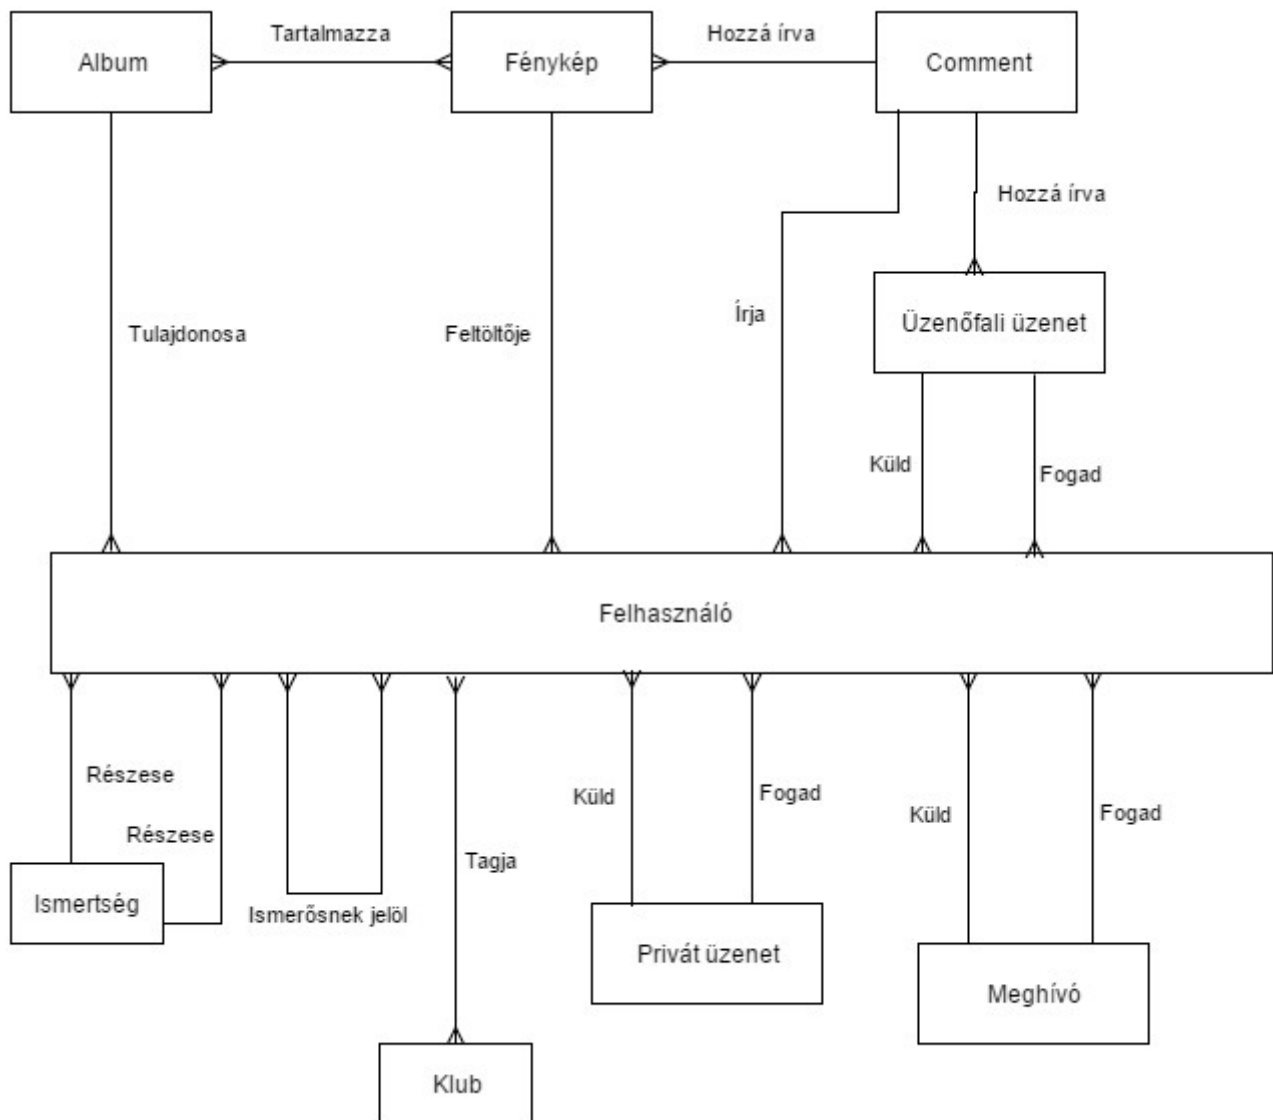 Tartalmazza
Hozzá írva
Album
Fénykép
Comment
Hozzá írva
Írja
Üzenőfali üzenet
Tulajdonosa
Feltöltője
Küld
Fogad
Felhasználó
Részese
Részese
Küld
Fogad
Küld
Fogad
Tagja
Ismertség
Ismerősnek jelöl
Privát üzenet
Meghívó
Klub